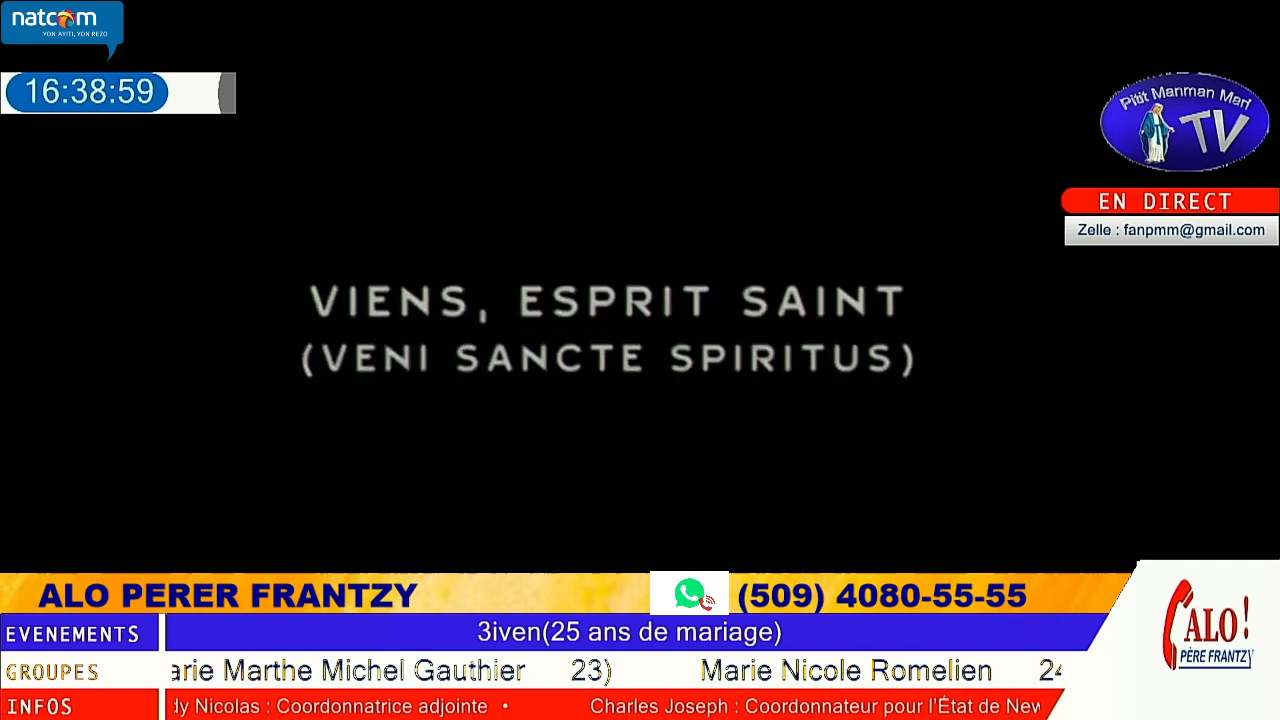 natcom
YON AYITI, YON REZO
16:38:59
Pitit Manman Mari
TV
EN DIRECT
Zelle : fanpmm@gmail.com
VIENS, ESPRIT SAINT
(VENI SANCTE SPIRITUS)
ALO PERER FRANTZY
(509) 4080-55-55
EVENEMENTS
3iven(25 ans de mariage)
GROUPES
arie Marthe Michel Gauthier 23) Marie Nicole Romelien 24
INFOS
dy Nicolas : Coordonnatrice adjointe • Charles Joseph : Coordonnateur pour l'État de New
ALO!
PÈRE FRANTZY